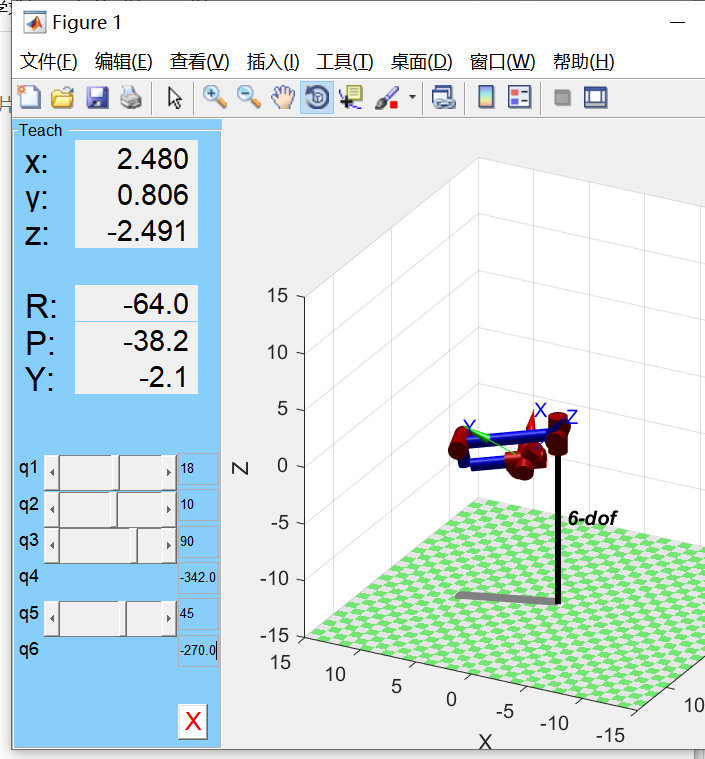 Figure 1
文件(F) 编辑(E) 查看(V) 插入(I) 工具(T) 桌面(D) 窗口(W) 帮助(H)
Teach
x: 2.480
y: 0.806
z: -2.491
R: -64.0
P: -38.2
Y: -2.1
q1 18
q2 10
q3 90
q4 -342.0
q5 45
q6 -270.0
X
Z
15
10
5
0
-5
-10
-15
Y X Z
6-dof
15 10 5 0 -5 -10 -15
X
10